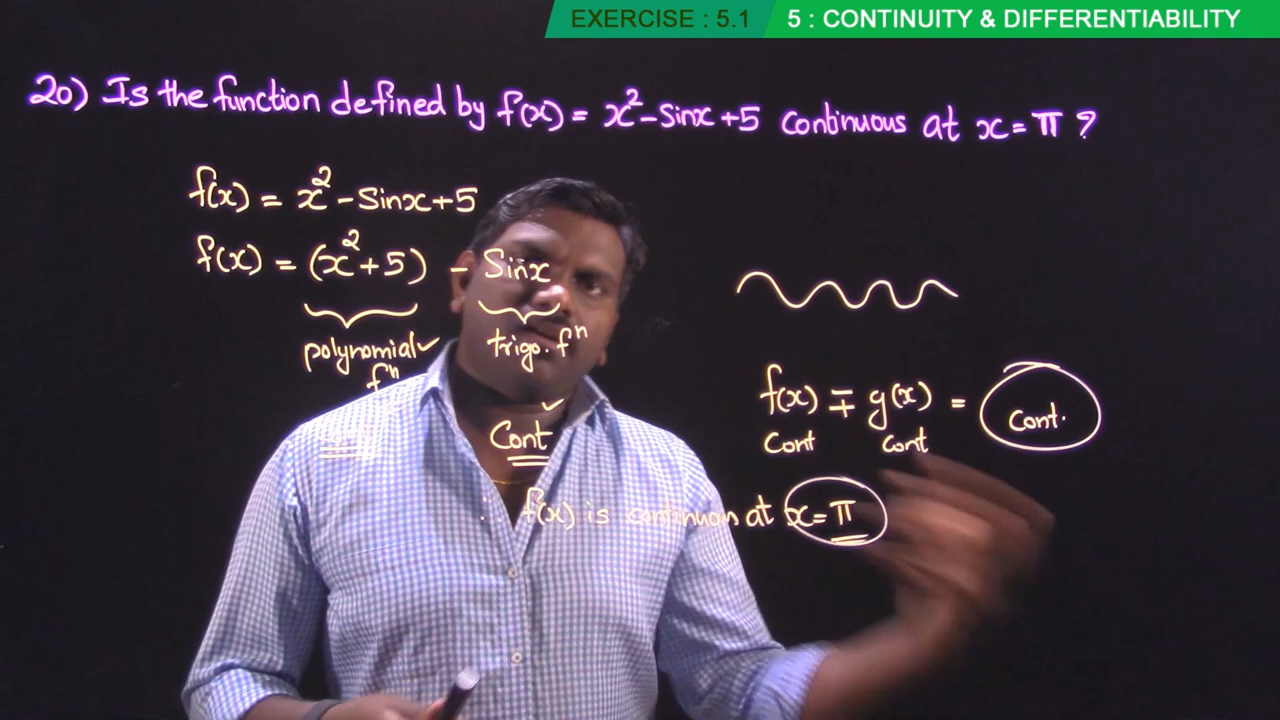 EXERCISE : 5.1
5 : CONTINUITY & DIFFERENTIABILITY
20) Is the function defined by f(x) = x² - Sinx + 5 continuous at x = π ?
f(x) = x² - Sinx + 5
f(x) = (x² + 5) - Sinx
polynomial ✓ trigo. fⁿ
fⁿ
✓
Cont
f(x) ∓ g(x) = Cont.
Cont Cont
∴ f(x) is continuous at x = π